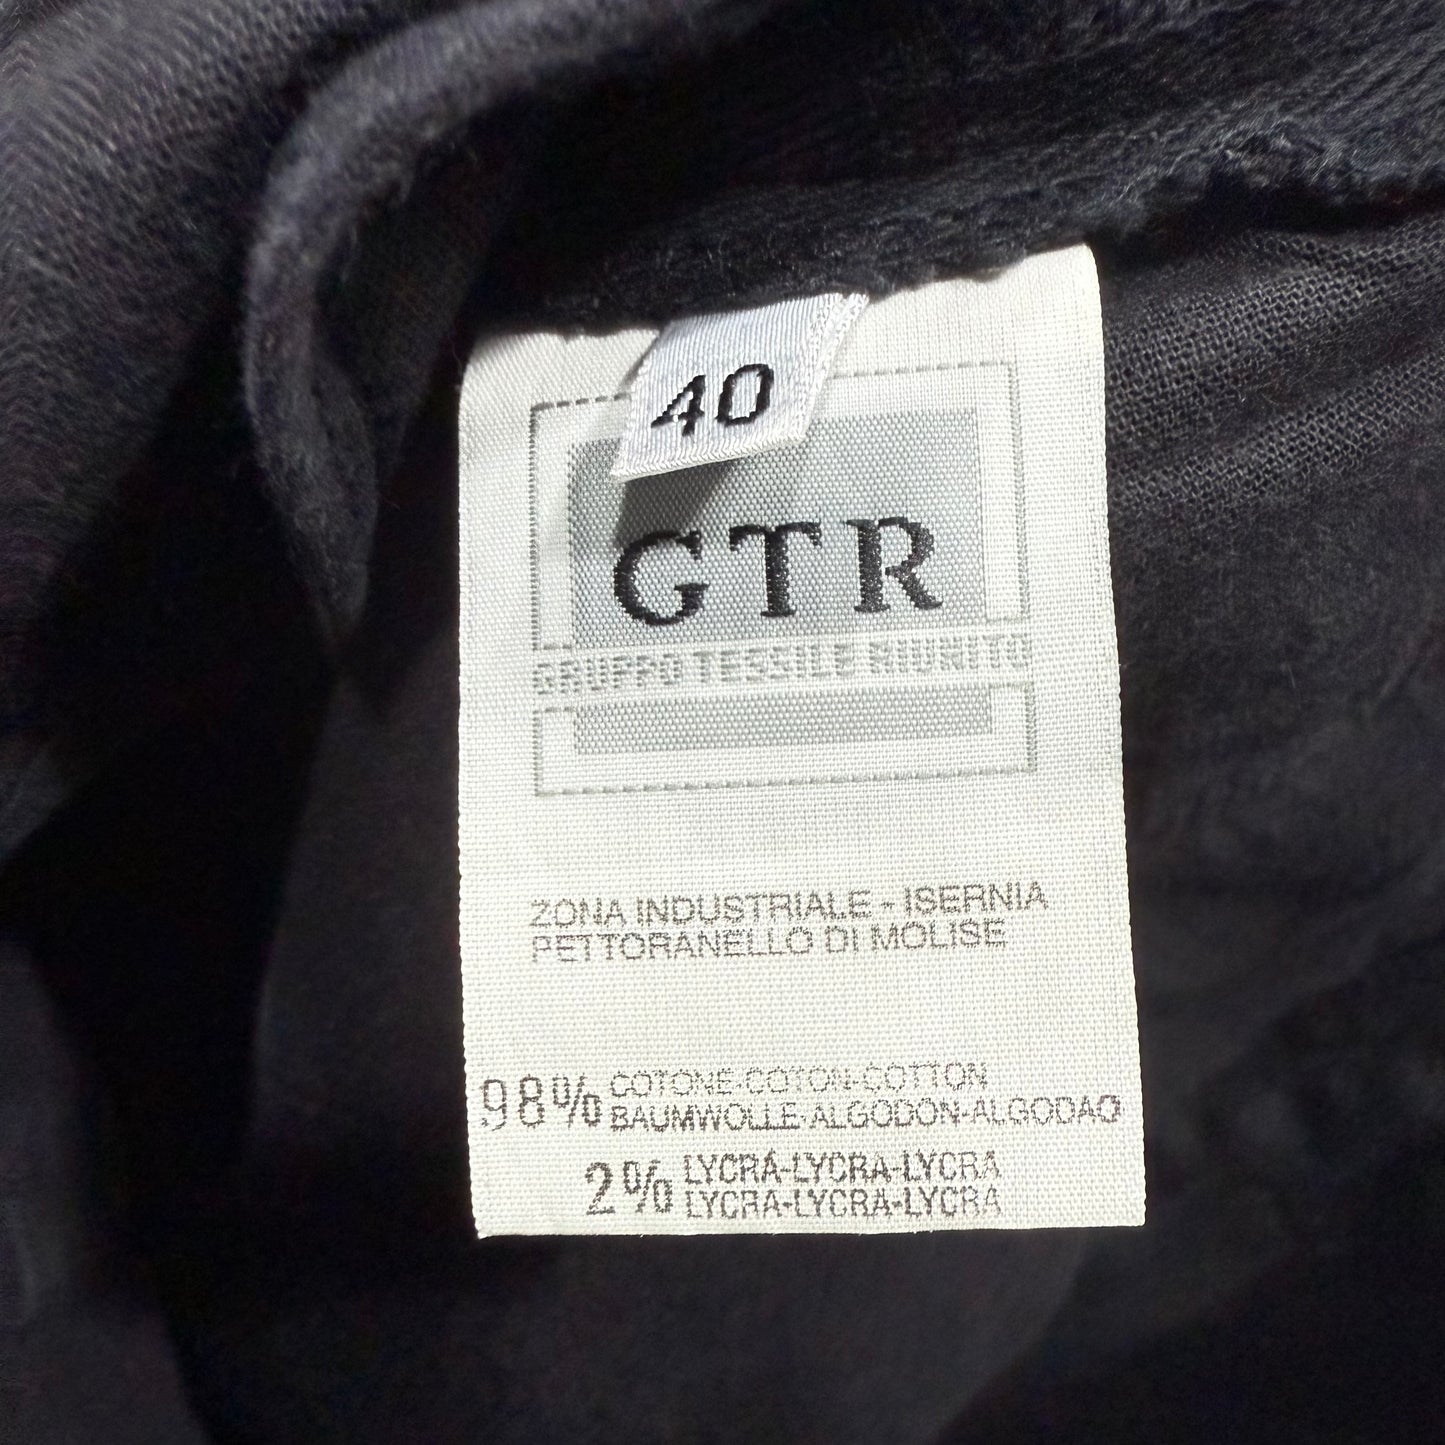 40
GTR
GRUPPO TESSILE RIUNITO
ZONA INDUSTRIALE - ISERNIA
PETTORANELLO DI MOLISE
98% COTONE-COTON-COTTON
BAUMWOLLE-ALGODÓN-ALGODAO
2% LYCRA-LYCRA-LYCRA
LYCRA-LYCRA-LYCRA